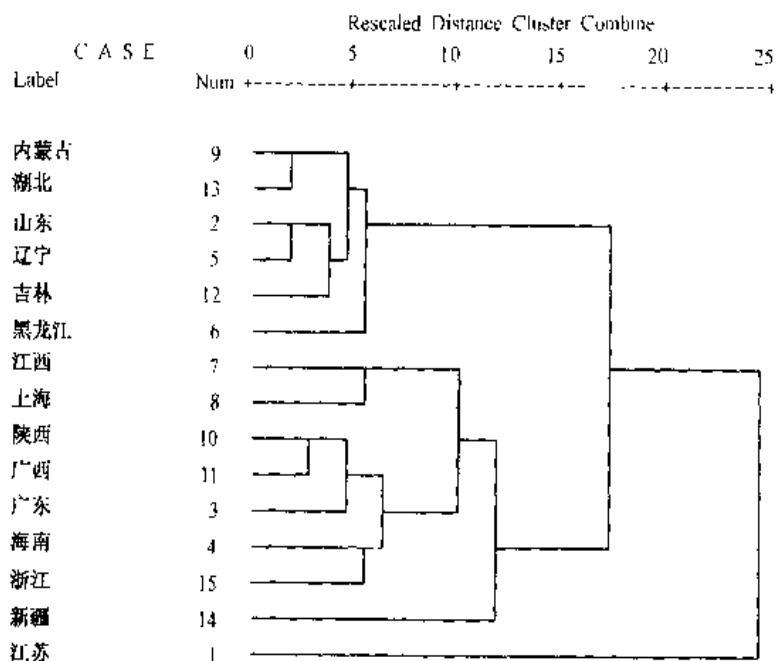 Rescaled Distance Cluster Combine
C A S E 0 5 10 15 20 25
Label Num
内蒙古 9
湖北 13
山东 2
辽宁 5
吉林 12
黑龙江 6
江西 7
上海 8
陕西 10
广西 11
广东 3
海南 4
浙江 15
新疆 14
江苏 1